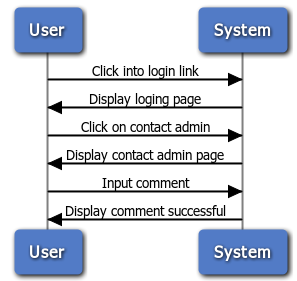 User System
Click into login link
Display loging page
Click on contact admin
Display contact admin page
Input comment
Display comment successful
User System